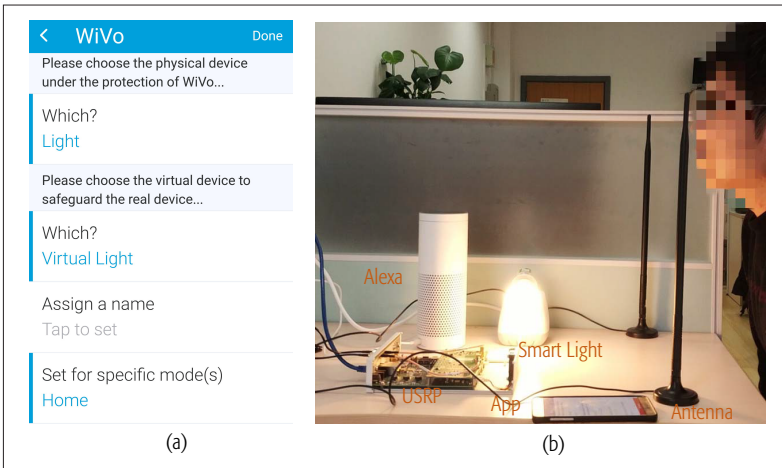 WiVo
Done
Please choose the physical device
under the protection of WiVo...
Which?
Light
Please choose the virtual device to
safeguard the real device...
Which?
Virtual Light
Assign a name
Tap to set
Set for specific mode(s)
Home
(a)
Alexa
Smart Light
USRP
App
Antenna
(b)